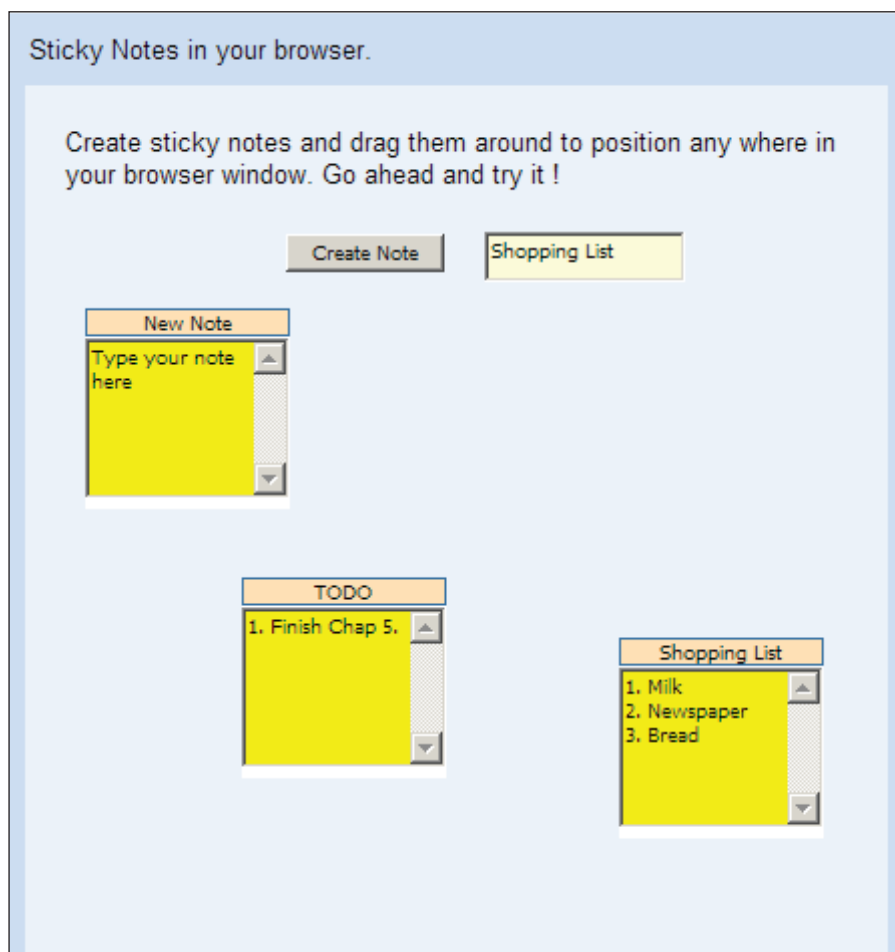 Sticky Notes in your browser.
Create sticky notes and drag them around to position any where in
your browser window. Go ahead and try it !
Create Note
Shopping List
New Note
Type your note
here
TODO
1. Finish Chap 5.
Shopping List
1. Milk
2. Newspaper
3. Bread